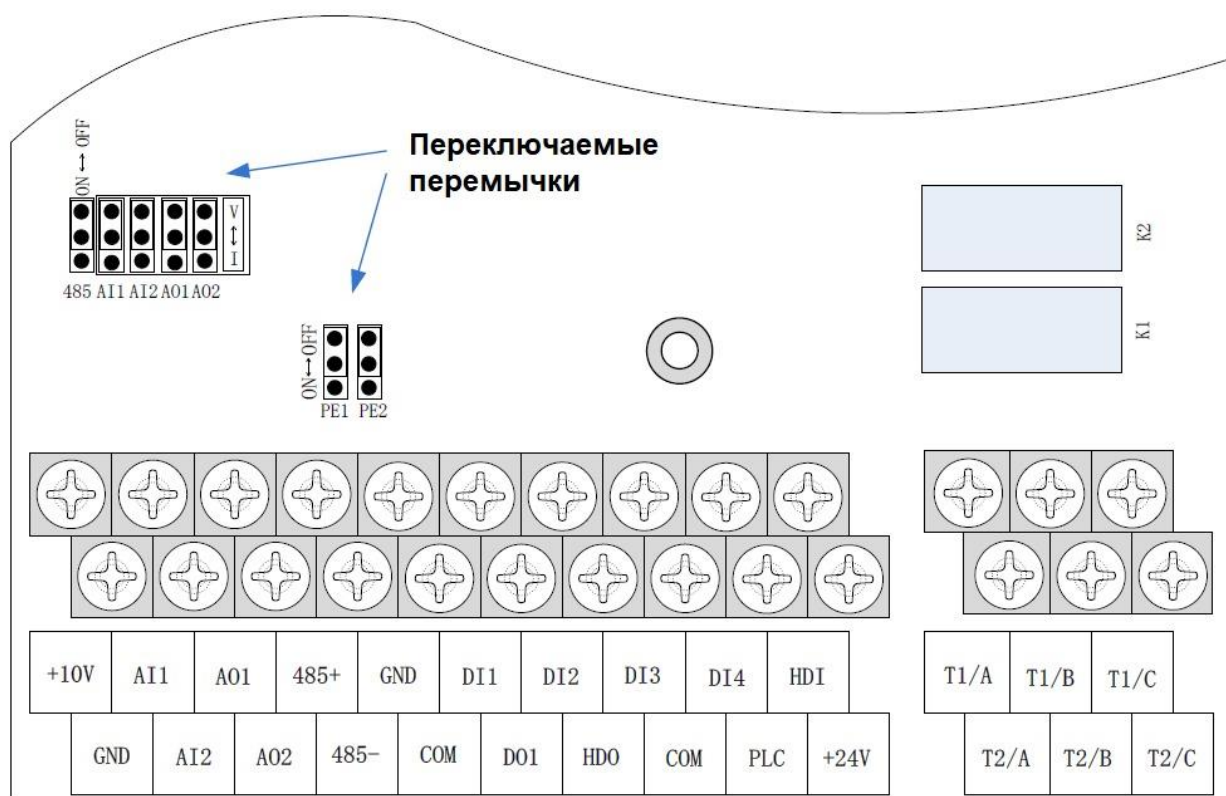 ON ↔ OFF
Переключаемые
перемычки
V
↕
I
485 AI1 AI2 AO1 AO2
K2
K1
ON↔OFF
PE1 PE2
+10V AI1 AO1 485+ GND DI1 DI2 DI3 DI4 HDI
GND AI2 AO2 485- COM DO1 HDO COM PLC +24V
T1/A T1/B T1/C
T2/A T2/B T2/C